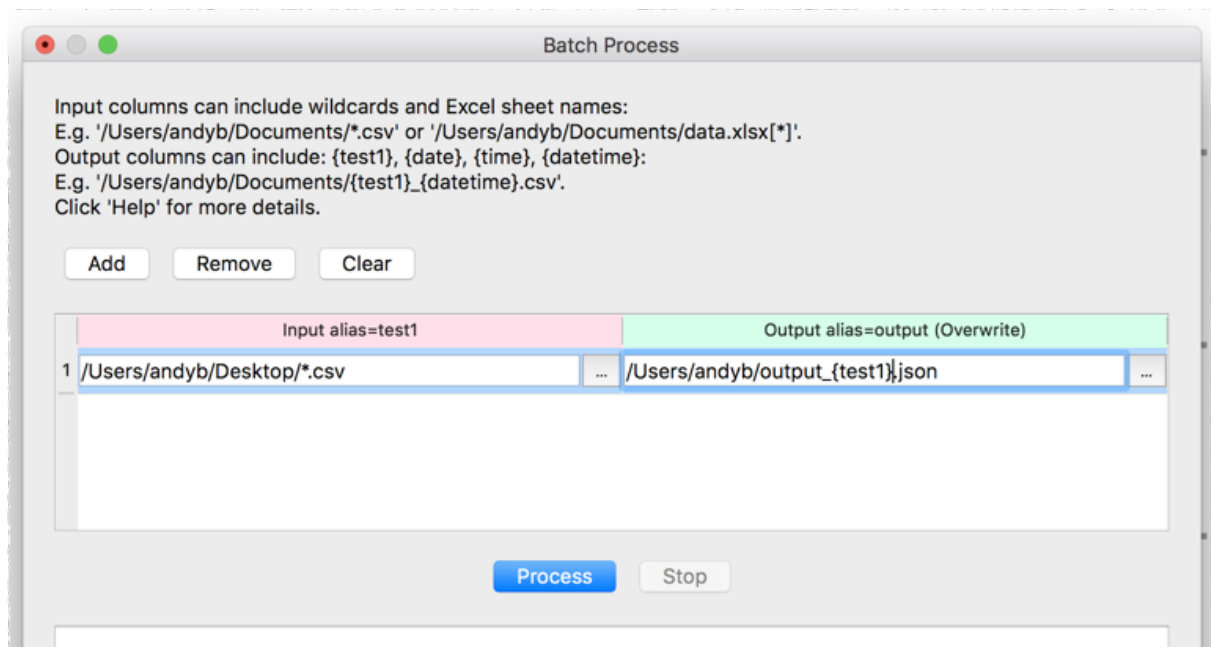 Batch Process
Input columns can include wildcards and Excel sheet names:
E.g. '/Users/andyb/Documents/*.csv' or '/Users/andyb/Documents/data.xlsx[*]'.
Output columns can include: {test1}, {date}, {time}, {datetime}:
E.g. '/Users/andyb/Documents/{test1}_{datetime}.csv'.
Click 'Help' for more details.
Add Remove Clear
Input alias=test1 Output alias=output (Overwrite)
1 /Users/andyb/Desktop/*.csv ... /Users/andyb/output_{test1}.json ...
Process Stop